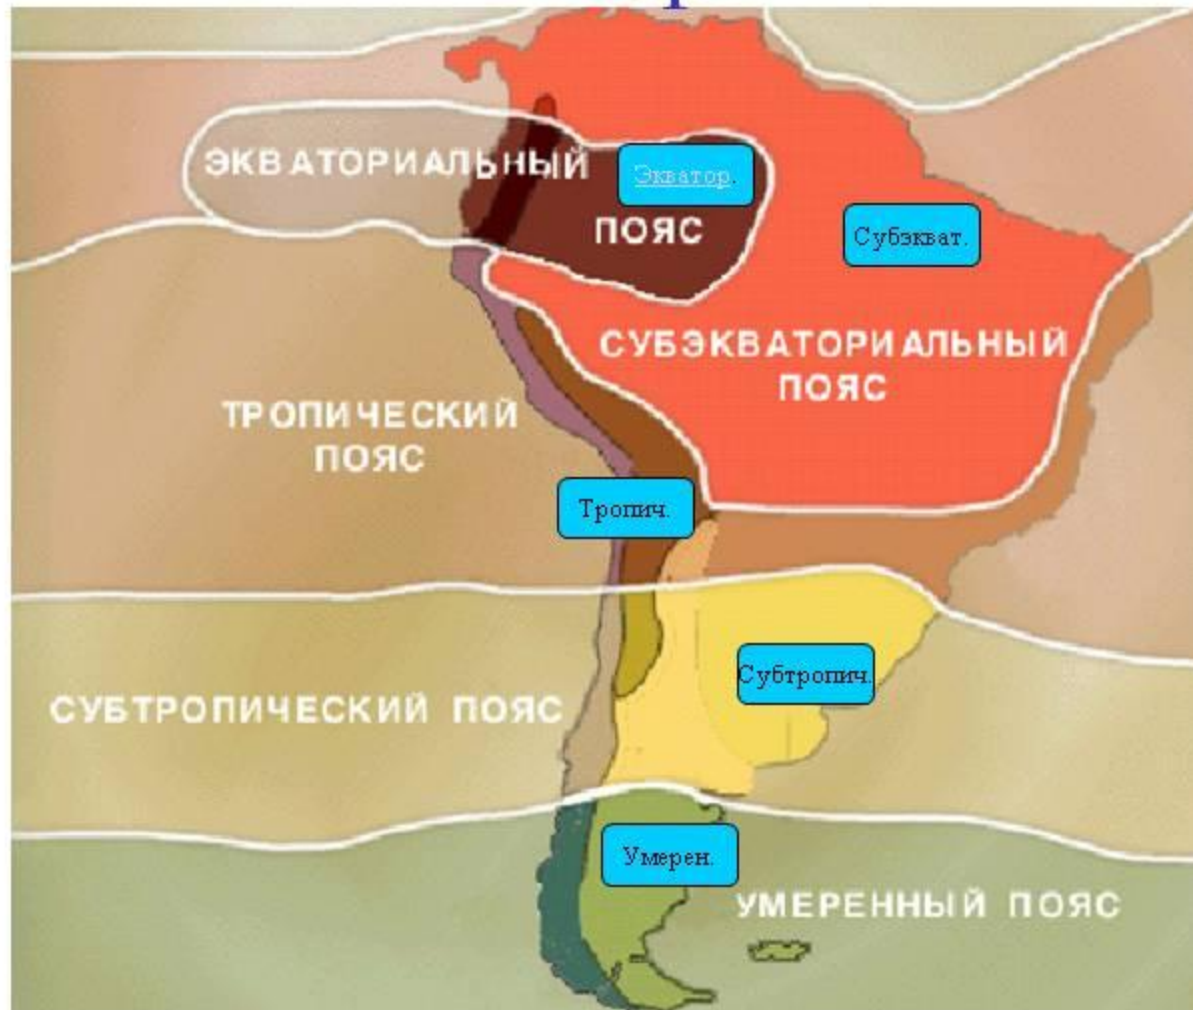 ЭКВАТОРИАЛЬНЫЙ
Экватор.
ПОЯС
Субэкват.
СУБЭКВАТОРИАЛЬНЫЙ
ПОЯС
ТРОПИЧЕСКИЙ
ПОЯС
Тропич.
Субтропич.
СУБТРОПИЧЕСКИЙ ПОЯС
Умерен.
УМЕРЕННЫЙ ПОЯС